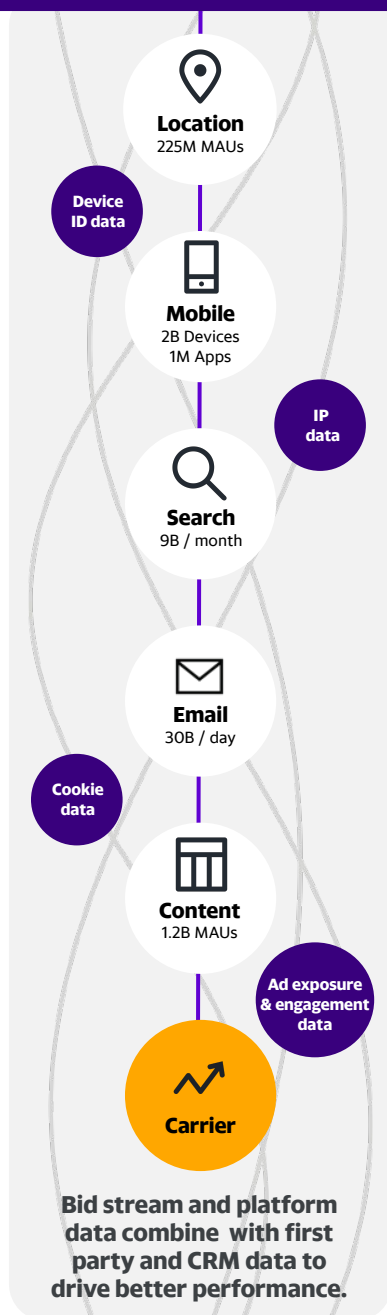 Location
225M MAUs
Device
ID data
Mobile
2B Devices
1M Apps
IP
data
Search
9B / month
Email
30B / day
Cookie
data
Content
1.2B MAUs
Ad exposure
& engagement
data
Carrier
Bid stream and platform
data combine with first
party and CRM data to
drive better performance.